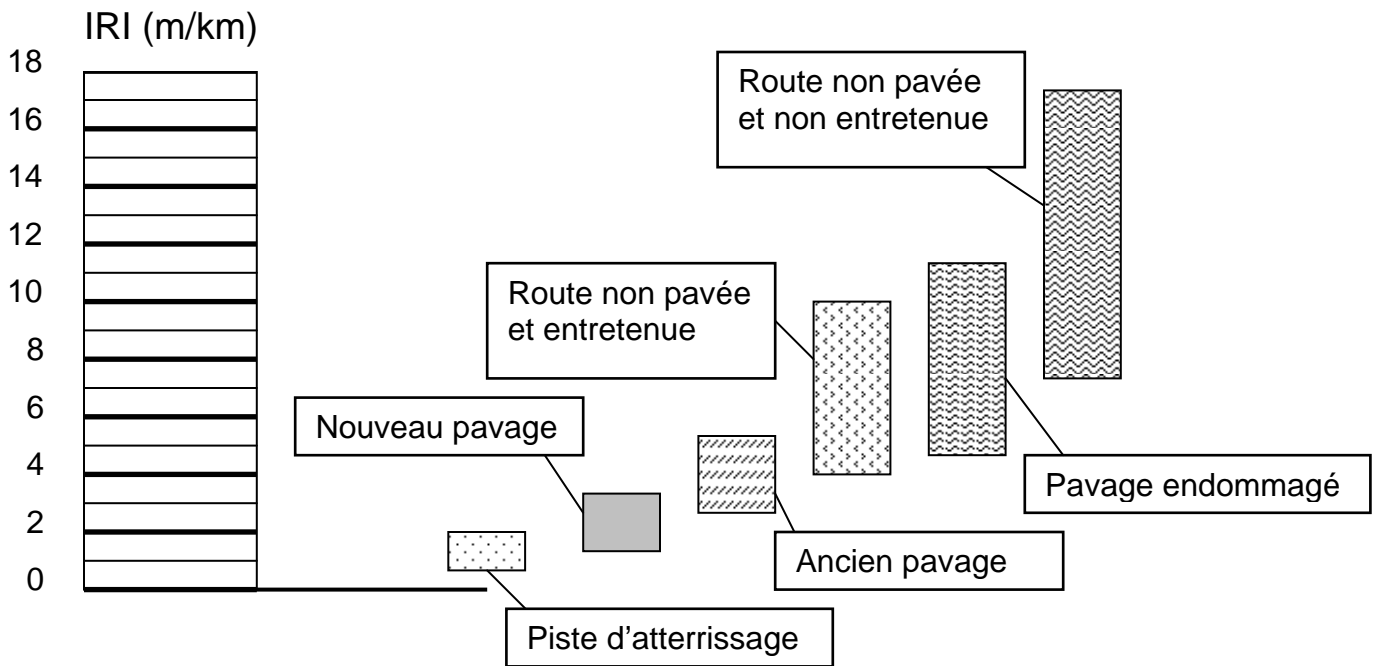 IRI (m/km)
18
16
14
12
10
8
6
4
2
0
Route non pavée
et non entretenue
Route non pavée
et entretenue
Nouveau pavage
Pavage endommagé
Ancien pavage
Piste d'atterrissage